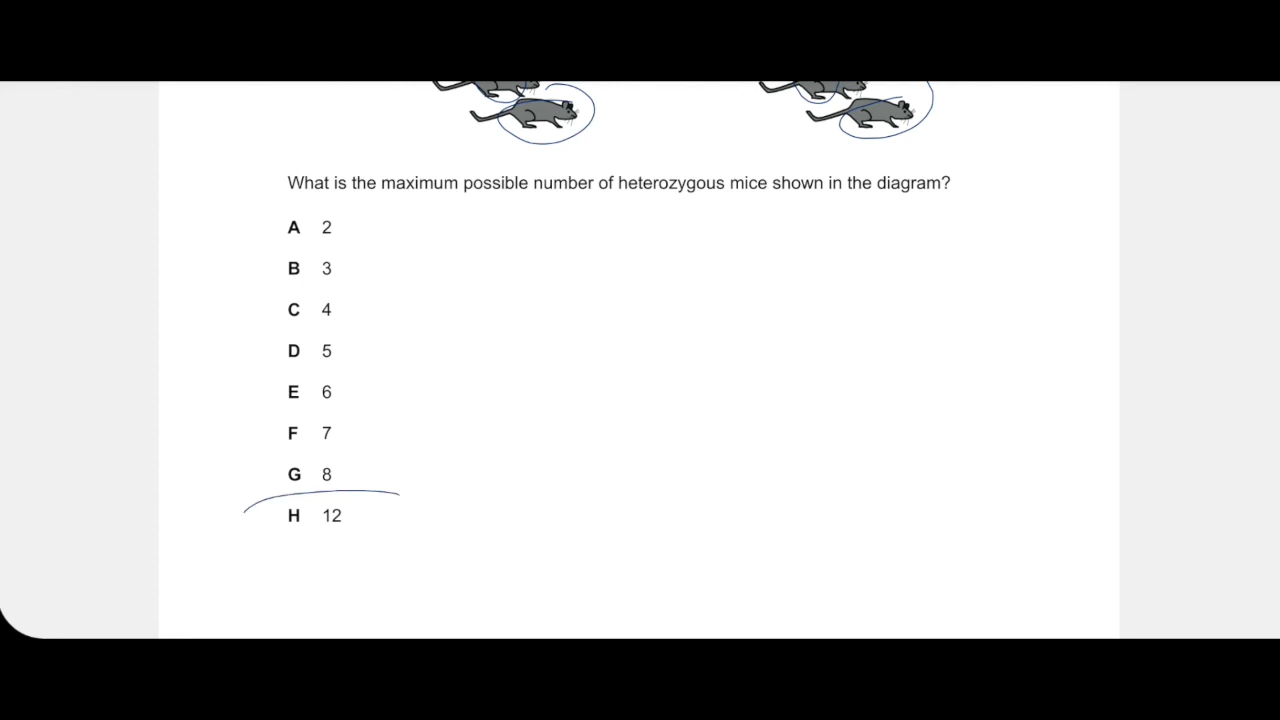 What is the maximum possible number of heterozygous mice shown in the diagram?
A 2
B 3
C 4
D 5
E 6
F 7
G 8
H 12